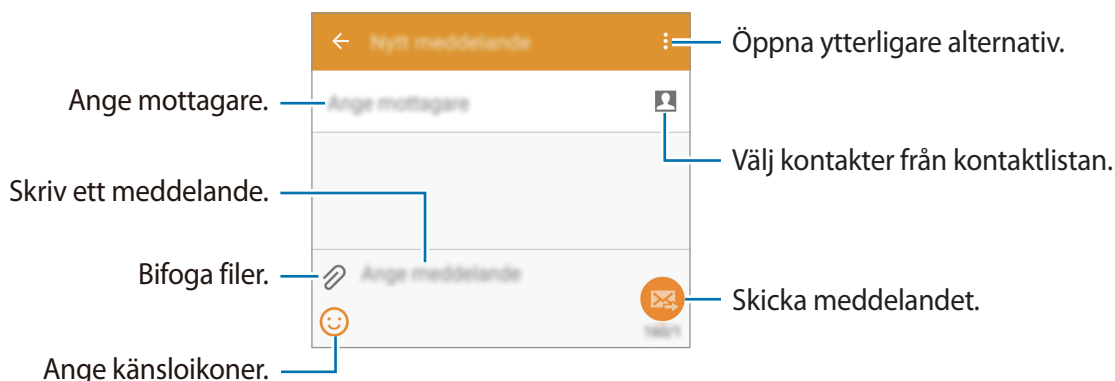 Nytt meddelande
Öppna ytterligare alternativ.
Ange mottagare.
Ange mottagare
Välj kontakter från kontaktlistan.
Skriv ett meddelande.
Bifoga filer.
Ange meddelande
Skicka meddelandet.
160/1
Ange känsloikoner.